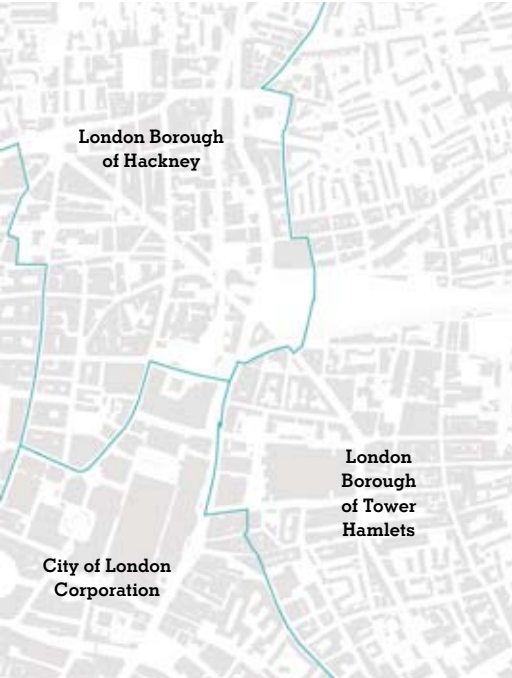 London Borough
of Hackney
London
Borough
of Tower
Hamlets
City of London
Corporation